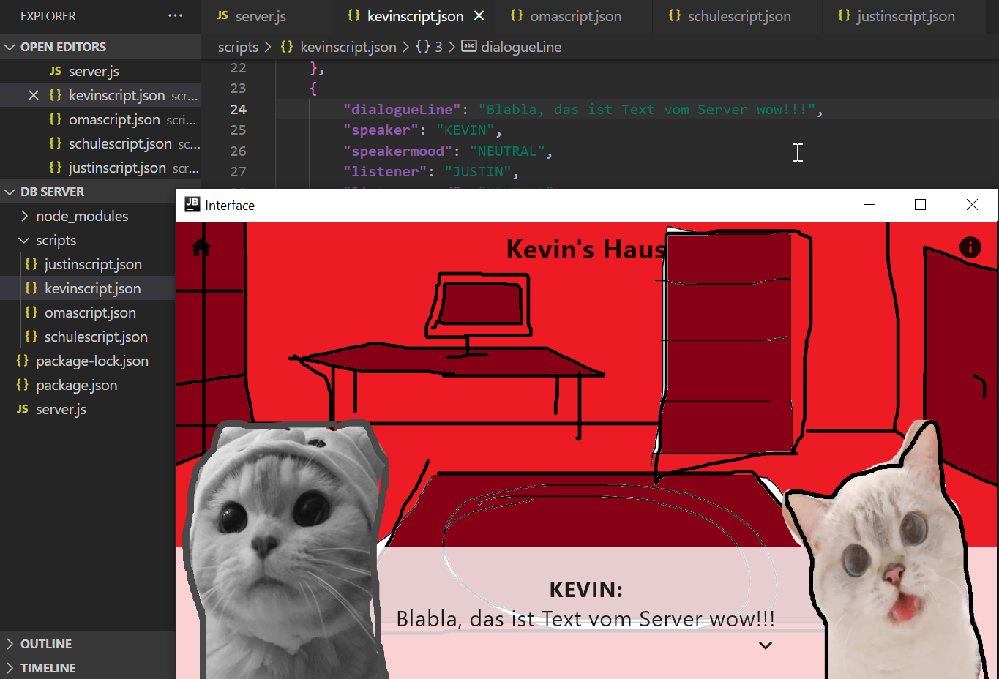 EXPLORER
server.js
kevinscript.json
omascript.json
schulescript.json
justinscript.json
OPEN EDITORS
scripts > {} kevinscript.json > {} 3 > abc dialogueLine
JS server.js
{} kevinscript.json scr...
{} omascript.json scri...
{} schulescript.json sc...
{} justinscript.json scr...
22 },
23 {
24 "dialogueLine": "Blabla, das ist Text vom Server wow!!!",
25 "speaker": "KEVIN",
26 "speakermood": "NEUTRAL",
27 "listener": "JUSTIN",
DB SERVER
node_modules
scripts
{} justinscript.json
{} kevinscript.json
{} omascript.json
{} schulescript.json
{} package-lock.json
{} package.json
JS server.js
OUTLINE
TIMELINE
JB Interface
Kevin's Haus
KEVIN:
Blabla, das ist Text vom Server wow!!!